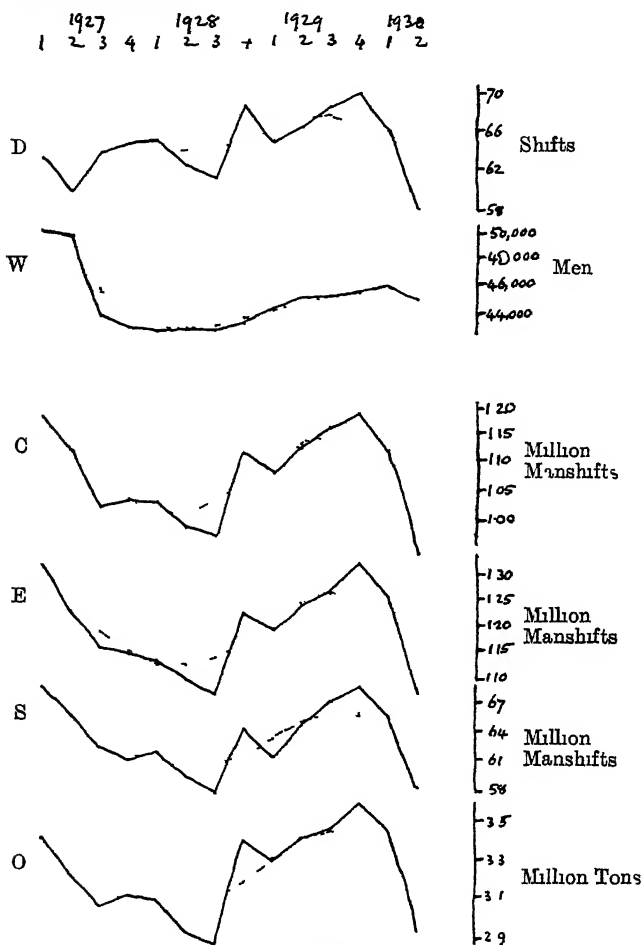 1927 1928 1929 1930
1 2 3 4 1 2 3 4 1 2 3 4 1 2
D
70
66
62
58
Shifts
W
50,000
48000
46,000
44,000
Men
C
1 20
1 15
1 10
1 05
1 00
Million
Manshifts
E
1 30
1 25
1 20
1 15
1 10
Million
Manshifts
S
67
64
61
58
Million
Manshifts
O
3 5
3 3
3 1
2 9
Million Tons